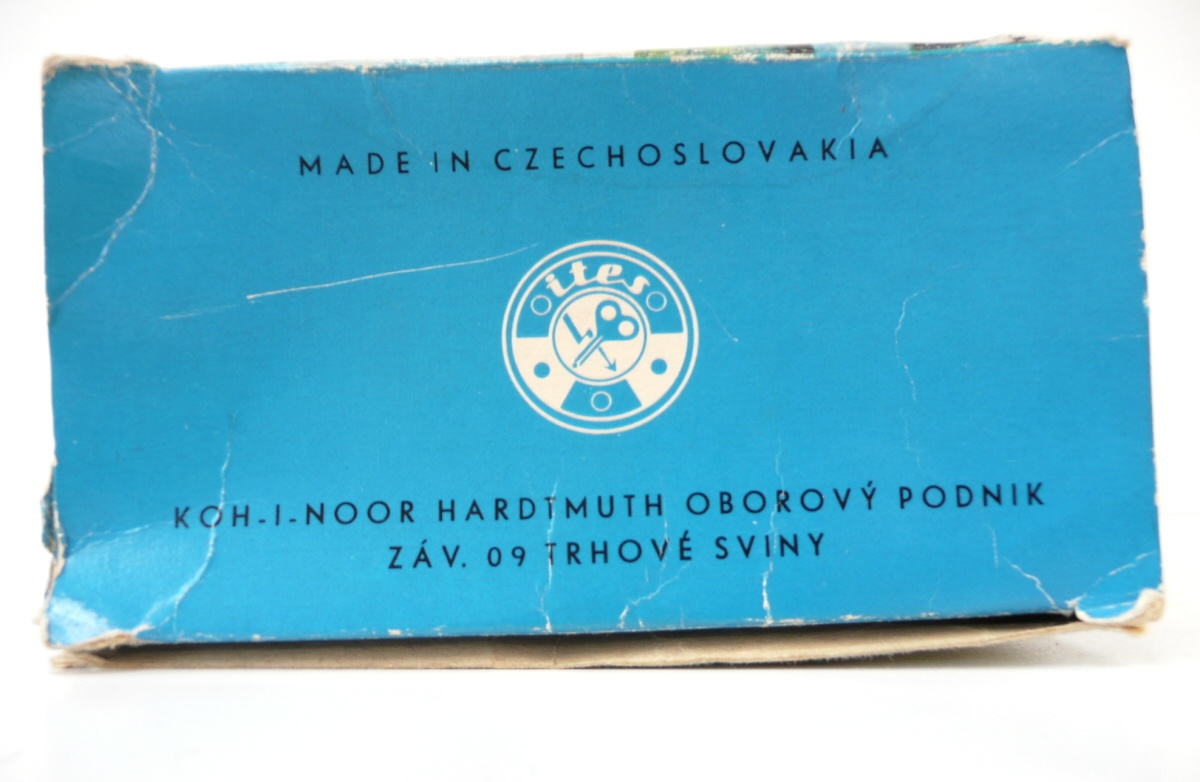 MADE IN CZECHOSLOVAKIA
ites
KOH-I-NOOR HARDTMUTH OBOROVÝ PODNIK
ZÁV. 09 TRHOVÉ SVINY